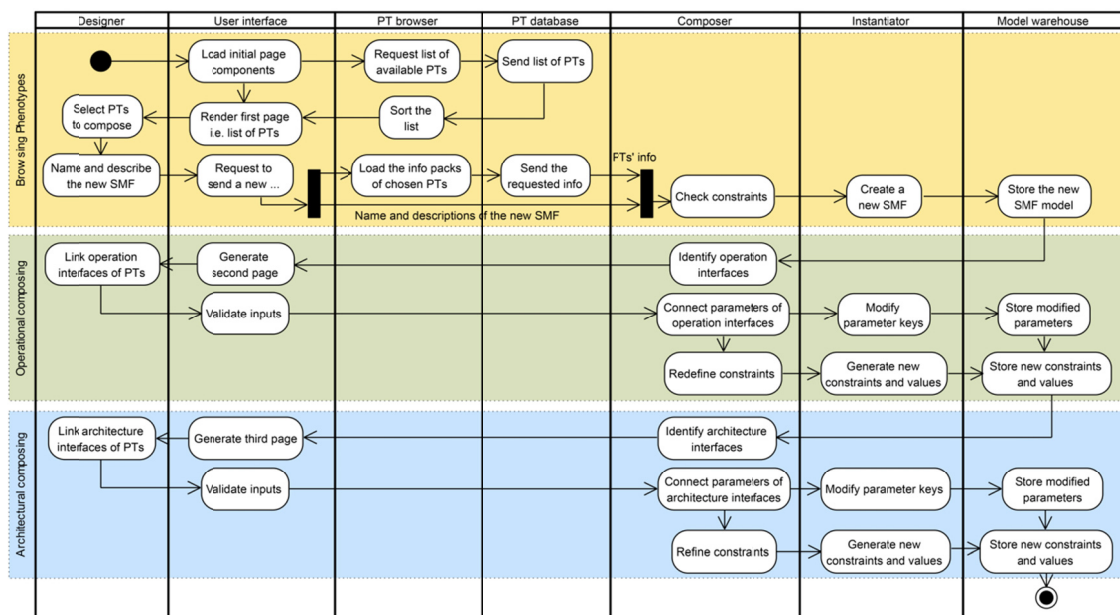 Designer
User interface
PT browser
PT database
Composer
Instantiator
Model warehouse
Browsing Phenotypes
Load initial page
components
Request list of
available PTs
Send list of PTs
Select PTs
to compose
Render first page
i.e. list of PTs
Sort the
list
Name and describe
the new SMF
Request to
send a new ...
Load the info packs
of chosen PTs
Send the
requested info
PTs' info
Name and descriptions of the new SMF
Check constraints
Create a
new SMF
Store the new
SMF model
Operational composing
Link operation
interfaces of PTs
Generate
second page
Identify operation
interfaces
Validate inputs
Connect parameters of
operation interfaces
Modify
parameter keys
Store modified
parameters
Redefine constraints
Generate new
constraints and values
Store new constraints
and values
Architectural composing
Link architecture
interfaces of PTs
Generate third page
Identify architecture
interfaces
Validate inputs
Connect parameters of
architecture interfaces
Modify parameter keys
Store modified
parameters
Refine constraints
Generate new
constraints and values
Store new constraints
and values